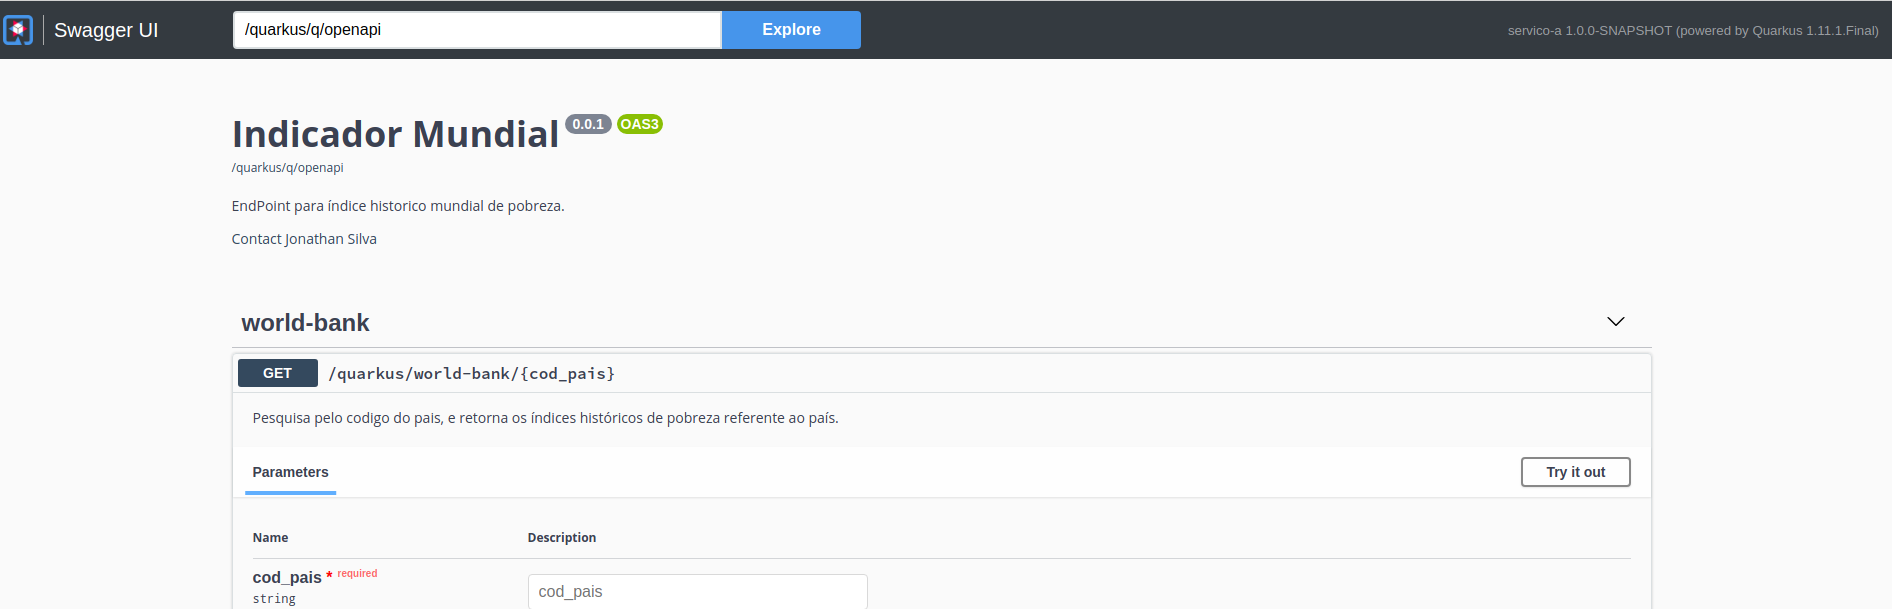 Swagger UI
/quarkus/q/openapi
Explore
servico-a 1.0.0-SNAPSHOT (powered by Quarkus 1.11.1.Final)
Indicador Mundial 0.0.1 OAS3
/quarkus/q/openapi
EndPoint para índice historico mundial de pobreza.
Contact Jonathan Silva
world-bank
GET /quarkus/world-bank/{cod_pais}
Pesquisa pelo codigo do pais, e retorna os índices históricos de pobreza referente ao país.
Parameters
Try it out
Name Description
cod_pais * required
string
cod_pais